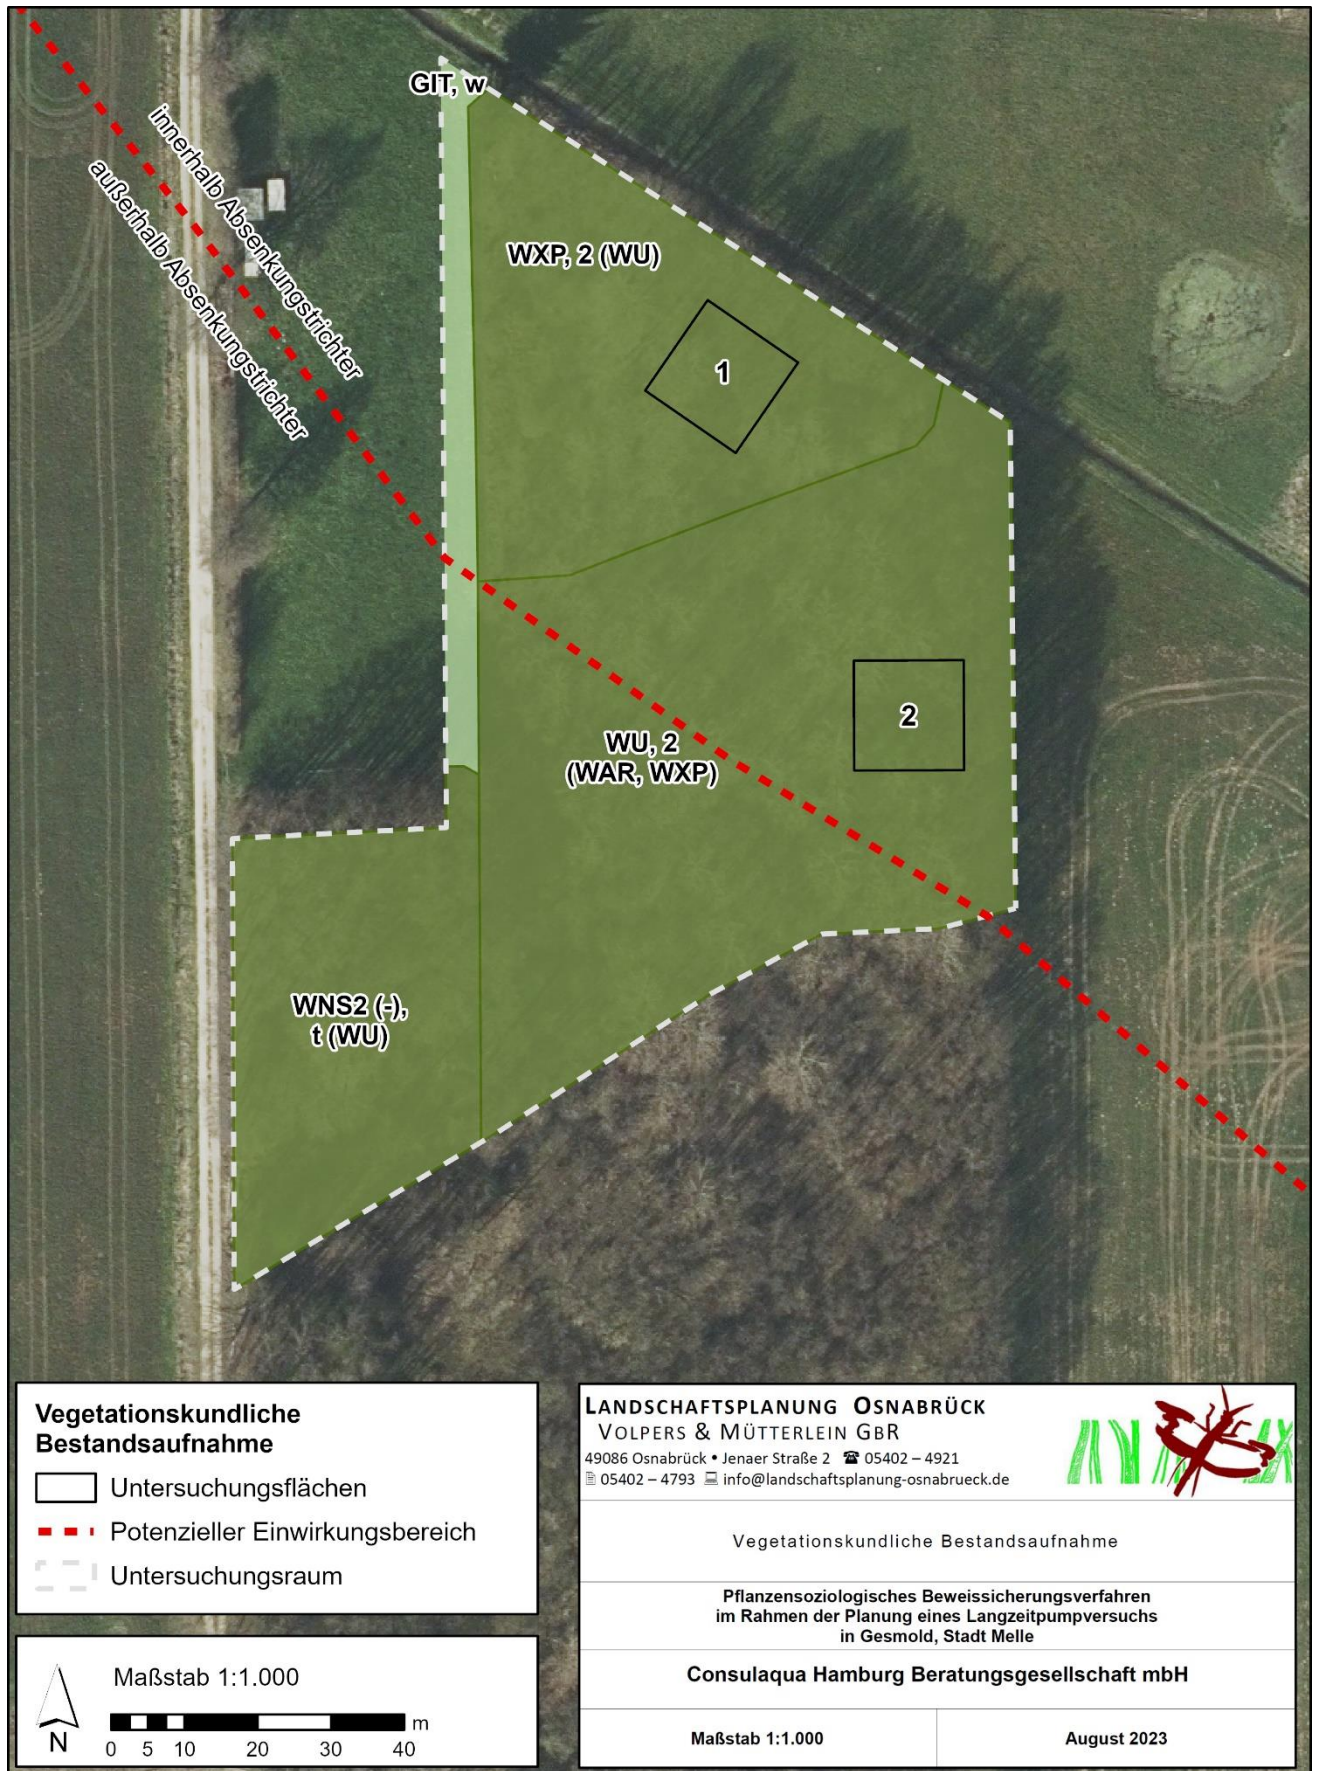 GIT, w
innerhalb Absenkungstrichter
außerhalb Absenkungstrichter
WXP, 2 (WU)
1
2
WU, 2
(WAR, WXP)
WNS2 (-),
t (WU)
Vegetationskundliche
Bestandsaufnahme
Untersuchungsflächen
Potenzieller Einwirkungsbereich
Untersuchungsraum
Maßstab 1:1.000
N
m
0 5 10 20 30 40
LANDSCHAFTSPLANUNG OSNABRÜCK
VOLPERS & MÜTTERLEIN GBR
49086 Osnabrück • Jenaer Straße 2 ☎ 05402 – 4921
05402 – 4793 info@landschaftsplanung-osnabrueck.de
Vegetationskundliche Bestandsaufnahme
Pflanzensoziologisches Beweissicherungsverfahren
im Rahmen der Planung eines Langzeitpumpversuchs
in Gesmold, Stadt Melle
Consulaqua Hamburg Beratungsgesellschaft mbH
Maßstab 1:1.000
August 2023